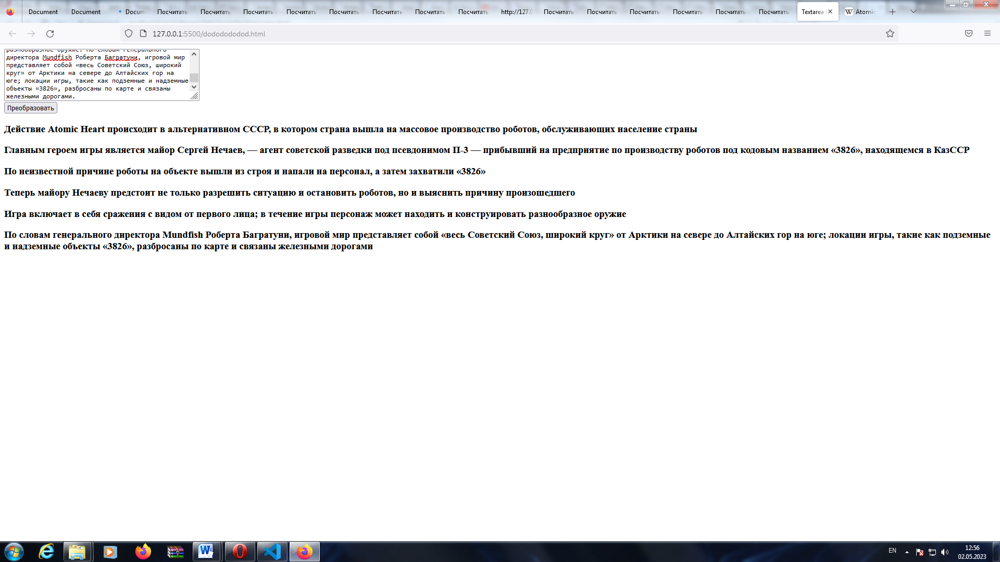 Document Document Docum Посчитать Посчитать Посчитать Посчитать Посчитать Посчитать Посчитать Посчитать http://127.0 Посчитать Посчитать Посчитать Посчитать Посчитать Посчитать Textarea W Atomic
127.0.0.1:5500/dododododod.html
разнообразное оружие. По словам генерального
директора Mundfish Роберта Багратуни, игровой мир
представляет собой «весь Советский Союз, широкий
круг» от Арктики на севере до Алтайских гор на
юге; локации игры, такие как подземные и надземные
объекты «3826», разбросаны по карте и связаны
железными дорогами.
Преобразовать
Действие Atomic Heart происходит в альтернативном СССР, в котором страна вышла на массовое производство роботов, обслуживающих население страны
Главным героем игры является майор Сергей Нечаев, — агент советской разведки под псевдонимом П-3 — прибывший на предприятие по производству роботов под кодовым названием «3826», находящемся в КазССР
По неизвестной причине роботы на объекте вышли из строя и напали на персонал, а затем захватили «3826»
Теперь майору Нечаеву предстоит не только разрешить ситуацию и остановить роботов, но и выяснить причину произошедшего
Игра включает в себя сражения с видом от первого лица; в течение игры персонаж может находить и конструировать разнообразное оружие
По словам генерального директора Mundfish Роберта Багратуни, игровой мир представляет собой «весь Советский Союз, широкий круг» от Арктики на севере до Алтайских гор на юге; локации игры, такие как подземные
и надземные объекты «3826», разбросаны по карте и связаны железными дорогами
EN
12:56
02.05.2023